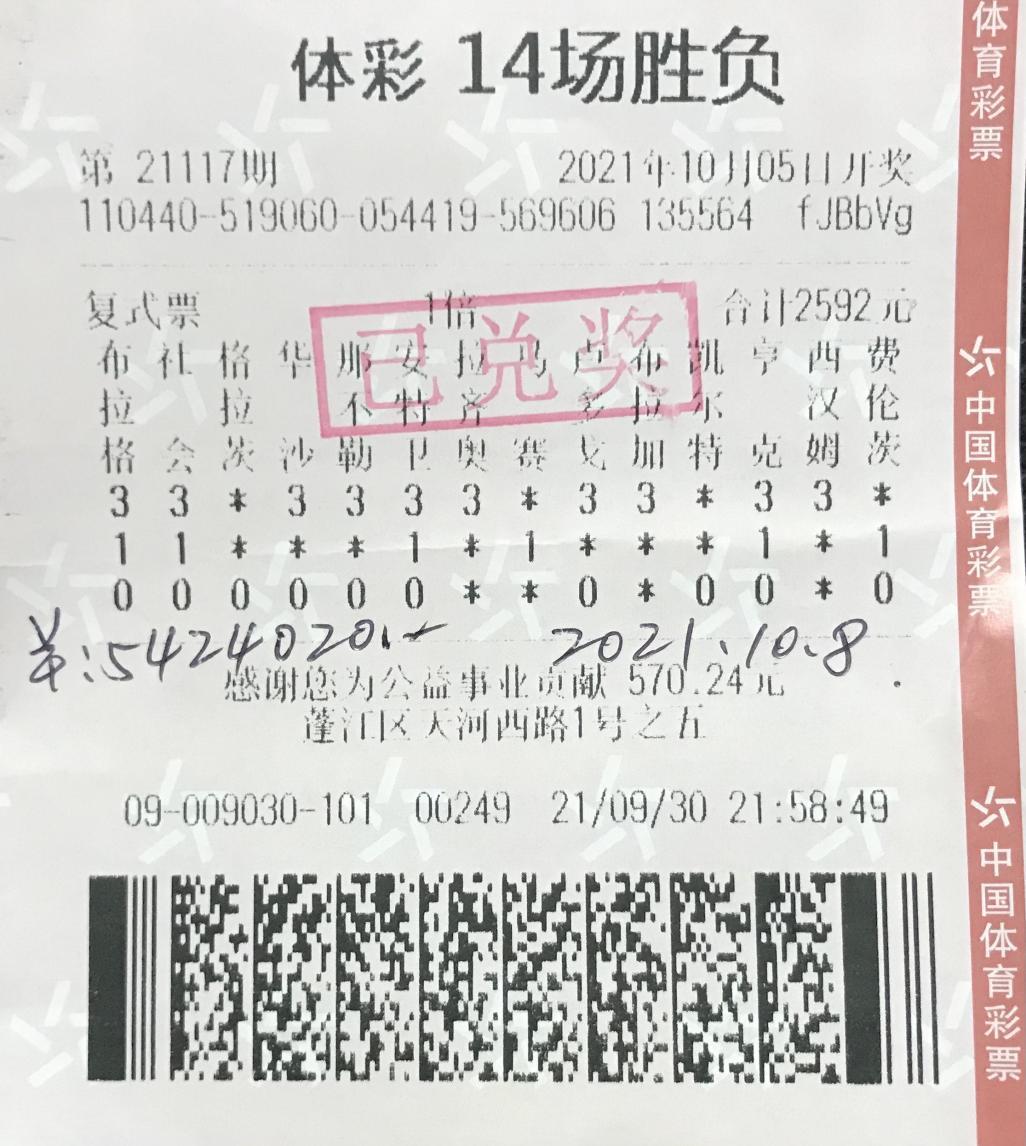 体彩 14场胜负
第 21117期 2021年10月05日开奖
110440-519060-054419-569606 135564 fJBbVg
复式票 1倍 合计2592元
已兑奖
布 社 格 华 那 安 拉 马 卢 布 凯 亨 西 费
拉 拉 不 特 齐 多 拉 尔 汉 伦
格 会 茨 沙 勒 卫 奥 赛 戈 加 特 克 姆 茨
3 3 * 3 3 3 3 * 3 3 * 3 3 *
1 1 * * * 1 * 1 * * * 1 * 1
0 0 0 0 0 0 * * 0 * 0 0 * 0
5424020. 2021.10.8
感谢您为公益事业贡献 570.24元
蓬江区天河西路1号之五
09-009030-101 00249 21/09/30 21:58:49
体育彩票
中国体育彩票
中国体育彩票